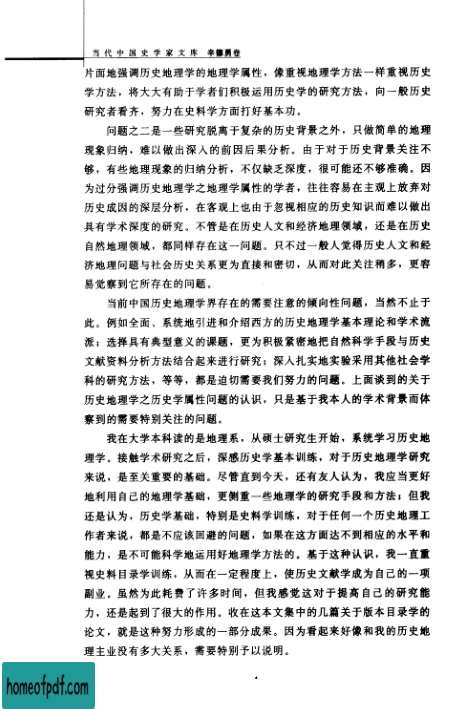 当代中国史学家文库 辛德勇卷
片面地强调历史地理学的地理学属性，像重视地理学方法一样重视历史
学方法，将大大有助于学者们积极运用历史学的研究方法，向一般历史
研究者看齐，努力在史料学方面打好基本功。
问题之二是一些研究脱离于复杂的历史背景之外，只做简单的地理
现象归纳，难以做出深入的前因后果分析。由于对于历史背景关注不
够，有些地理现象的归纳分析，不仅缺乏深度，很可能还不够准确。因
为过分强调历史地理学之地理学属性的学者，往往容易在主观上放弃对
历史成因的深层分析，在客观上也由于忽视相应的历史知识而难以做出
具有学术深度的研究。不管是在历史人文和经济地理领域，还是在历史
自然地理领域，都同样存在这一问题。只不过一般人觉得历史人文和经
济地理问题与社会历史关系更为直接和密切，从而对此关注稍多，更容
易觉察到它所存在的问题。
当前中国历史地理学界存在的需要注意的倾向性问题，当然不止于
此。例如全面、系统地引进和介绍西方的历史地理学基本理论和学术流
派；选择具有典型意义的课题，更为积极紧密地把自然科学手段与历史
文献资料分析方法结合起来进行研究；深入扎实地实验采用其他社会学
科的研究方法，等等，都是迫切需要我们努力的问题。上面谈到的关于
历史地理学之历史学属性问题的认识，只是基于我本人的学术背景而体
察到的需要特别关注的问题。
我在大学本科读的是地理系，从硕士研究生开始，系统学习历史地
理学。接触学术研究之后，深感历史学基本训练，对于历史地理学研究
来说，是至关重要的基础。尽管直到今天，还有友人认为，我应当更好
地利用自己的地理学基础，更侧重一些地理学的研究手段和方法；但我
还是认为，历史学基础，特别是史料学训练，对于任何一个历史地理工
作者来说，都是不应该回避的问题，如果在这方面达不到相应的水平和
能力，是不可能科学地运用好地理学方法的。基于这种认识，我一直重
视史料目录学训练，从而在一定程度上，使历史文献学成为自己的一项
副业。虽然为此耗费了许多时间，但我感觉这对于提高自己的研究能
力，还是起到了很大的作用。收在这本文集中的几篇关于版本目录学的
论文，就是这种努力形成的一部分成果。因为看起来好像和我的历史地
理主业没有多大关系，需要特别予以说明。
homeofpdf.com